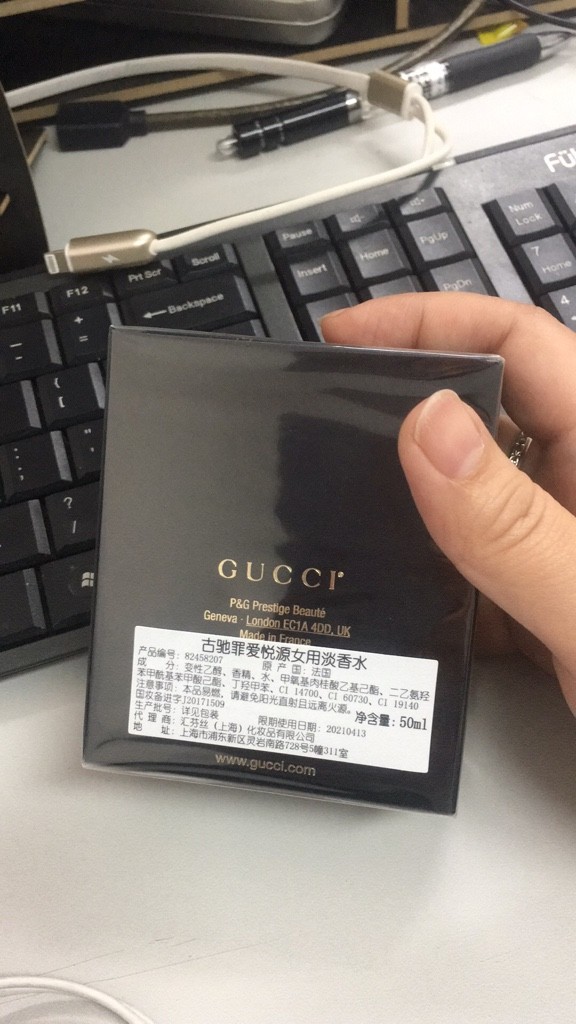 Fül
Num Lock
Pause
Prt Scr
Scroll
Insert
Home
PgUp
PgDn
7 Home
4
F11
F12
Backspace
GUCCI
P&G Prestige Beauté
Geneva · London EC1A 4DD, UK
Made in France
古驰罪爱悦源女用淡香水
产品编号: 82458207 原 产 国: 法国
成 分: 变性乙醇、香精、水、甲氧基肉桂酸乙基己酯、二乙氨羟
苯甲酰基苯甲酸己酯、丁羟甲苯、CI 14700、CI 60730、CI 19140
注意事项: 本品易燃, 请避免阳光直射且远离火源。 净含量: 50ml
国妆备进字J20171509
生产批号: 详见包装 限期使用日期: 20210413
代 理 商: 汇芬丝(上海)化妆品有限公司
地 址: 上海市浦东新区灵岩南路728号5幢311室
www.gucci.com